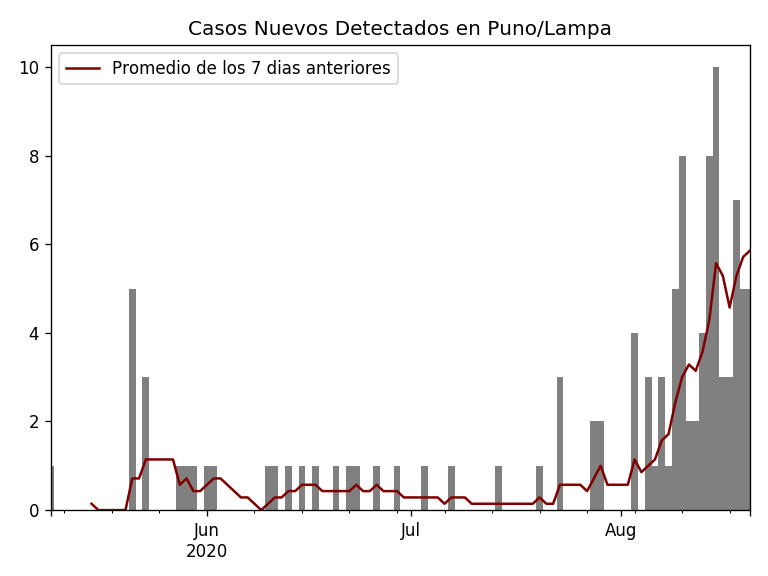 Casos Nuevos Detectados en Puno/Lampa
Promedio de los 7 dias anteriores
10
8
6
4
2
0
Jun
2020
Jul
Aug